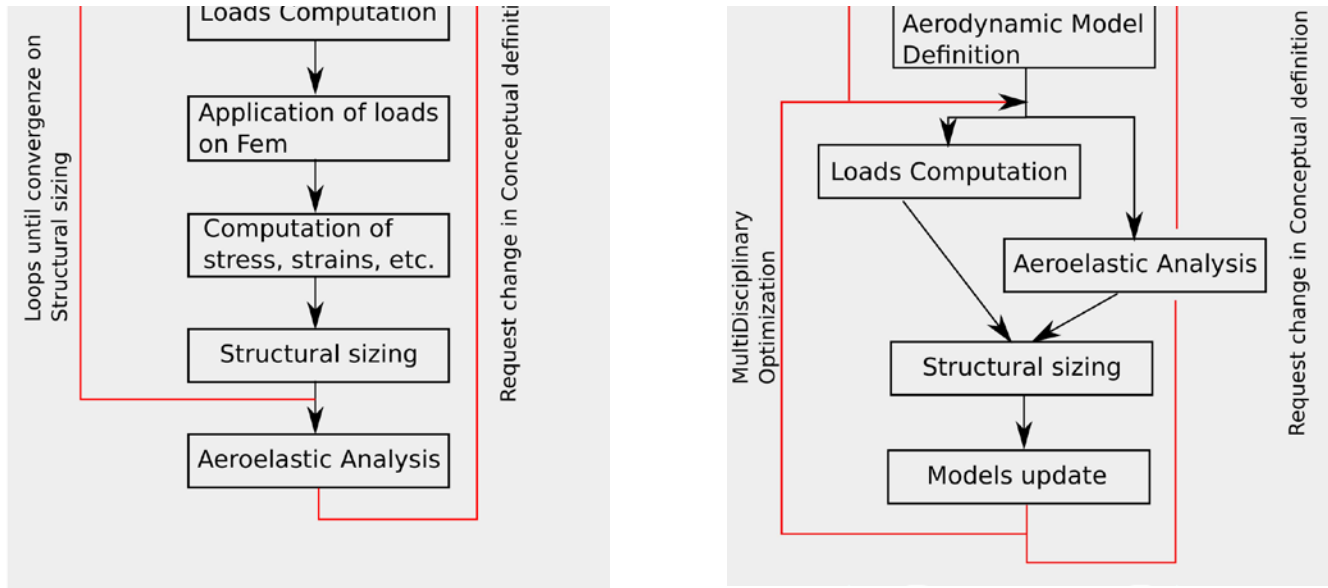 Loads Computation
Application of loads
on Fem
Computation of
stress, strains, etc.
Structural sizing
Aeroelastic Analysis
Loops until convergenze on
Structural sizing
Request change in Conceptual definiti
Aerodynamic Model
Definition
Loads Computation
Aeroelastic Analysis
Structural sizing
Models update
MultiDisciplinary
Optimization
Request change in Conceptual definition